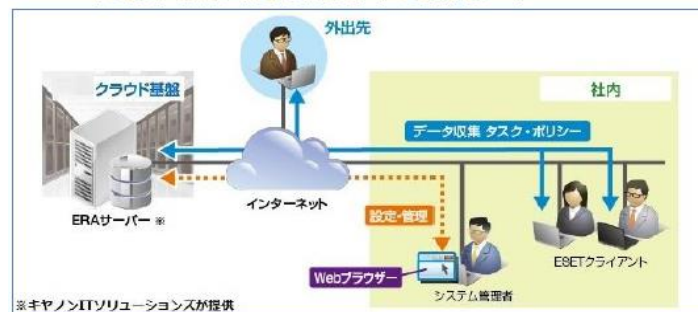 外出先
クラウド基盤
社内
データ収集 タスク・ポリシー
インターネット
ERAサーバー ※
設定・管理
Webブラウザー
システム管理者
ESETクライアント
※キヤノンITソリューションズが提供